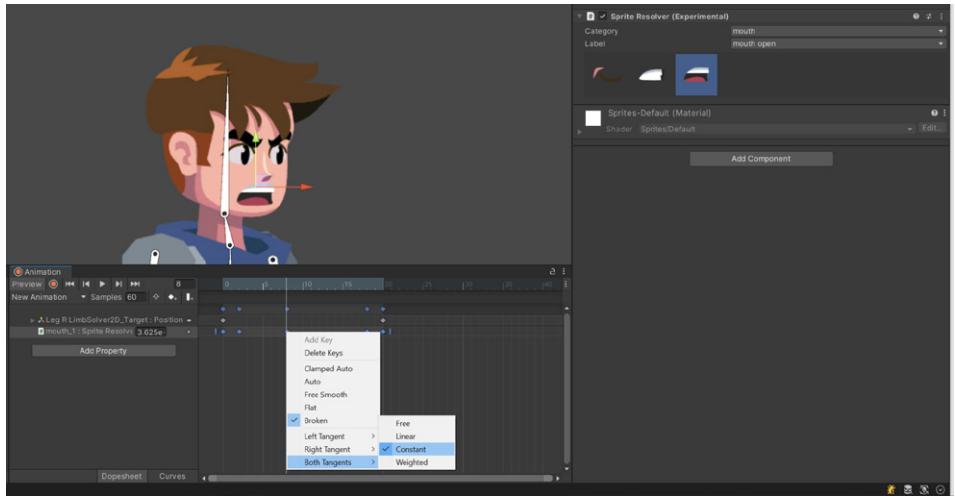 Sprite Resolver (Experimental)
Category mouth
Label mouth open
Sprites-Default (Material)
Shader Sprites/Default Edit...
Add Component
Animation
Preview 8
0 5 10 15 20 25 30 35 40
New Animation Samples 60
Leg R LimbSolver2D_Target : Position
mouth_1 : Sprite Resolve 3.625e-
Add Property
Add Key
Delete Keys
Clamped Auto
Auto
Free Smooth
Flat
Broken
Left Tangent
Right Tangent
Both Tangents
Free
Linear
Constant
Weighted
Dopesheet Curves